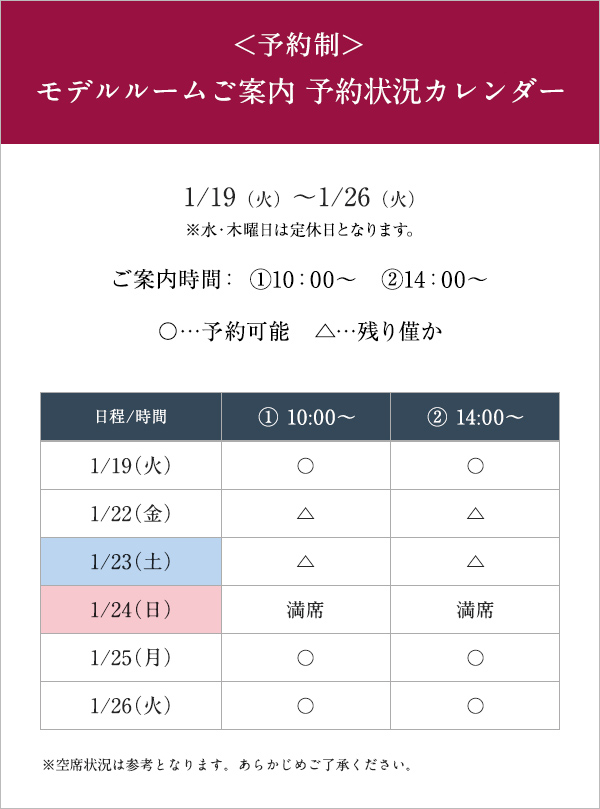 ＜予約制＞
モデルルームご案内 予約状況カレンダー
1/19（火）～1/26（火）
※水・木曜日は定休日となります。
ご案内時間： ①10：00～ ②14：00～
○…予約可能 △…残り僅か
日程/時間 ① 10:00～ ② 14:00～
1/19（火） ○ ○
1/22（金） △ △
1/23（土） △ △
1/24（日） 満席 満席
1/25（月） ○ ○
1/26（火） ○ ○
※空席状況は参考となります。あらかじめご了承ください。